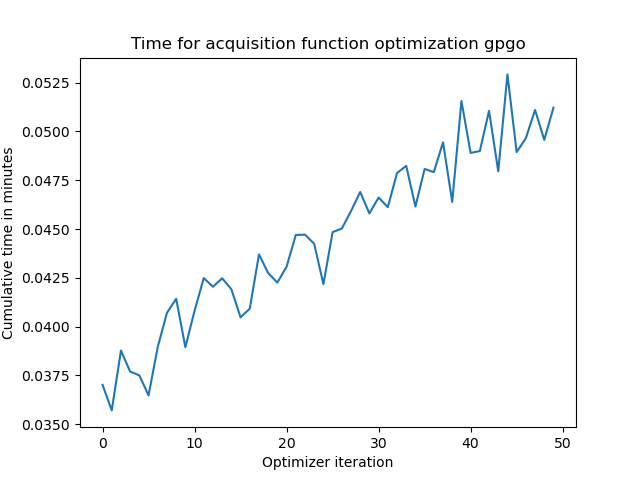 Time for acquisition function optimization gpgo
Cumulative time in minutes
0.0525
0.0500
0.0475
0.0450
0.0425
0.0400
0.0375
0.0350
0 10 20 30 40 50
Optimizer iteration